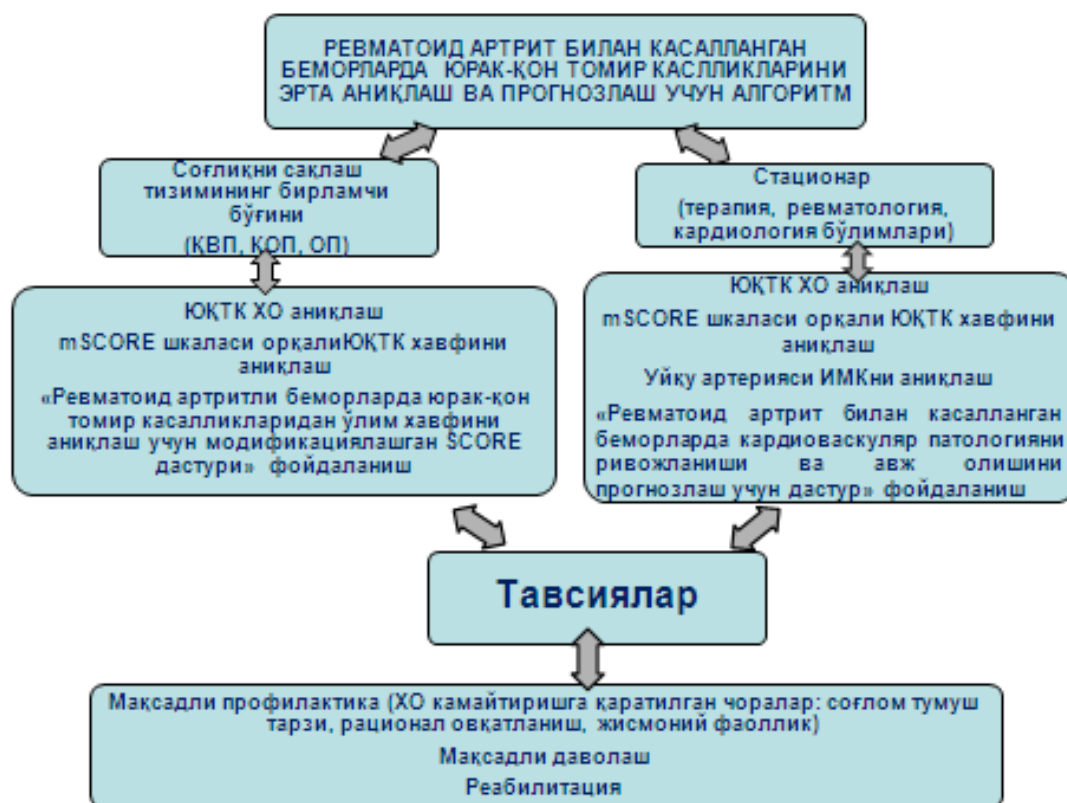 РЕВМАТОИД АРТРИТ БИЛАН КАСАЛЛАНГАН
БЕМОРЛАРДА ЮРАК-ҚОН ТОМИР КАСЛЛИКЛАРИНИ
ЭРТА АНИҚЛАШ ВА ПРОГНОЗЛАШ УЧУН АЛГОРИТМ
Соғлиқни сақлаш
тизимининг бирламчи
бўғини
(ҚВП, ҚОП, ОП)
Стационар
(терапия, ревматология,
кардиология бўлимлари)
ЮҚТК ХО аниқлаш
mSCORE шкаласи орқалиЮҚТК хавфини
аниқлаш
«Ревматоид артритли беморларда юрак-қон
томир касалликларидан ўлим хавфини
аниқлаш учун модификациялашган SCORE
дастури» фойдаланиш
ЮҚТК ХО аниқлаш
mSCORE шкаласи орқали ЮҚТК хавфини
аниқлаш
Уйқу артерияси ИМКни аниқлаш
«Ревматоид артрит билан касалланган
беморларда кардиоваскуляр патологияни
ривожланиши ва авж олишини
прогнозлаш учун дастур» фойдаланиш
Тавсиялар
Мақсадли профилактика (ХО камайтиришга қаратилган чоралар: соғлом тумуш
тарзи, рационал овқатланиш, жисмоний фаоллик)
Мақсадли даволаш
Реабилитация